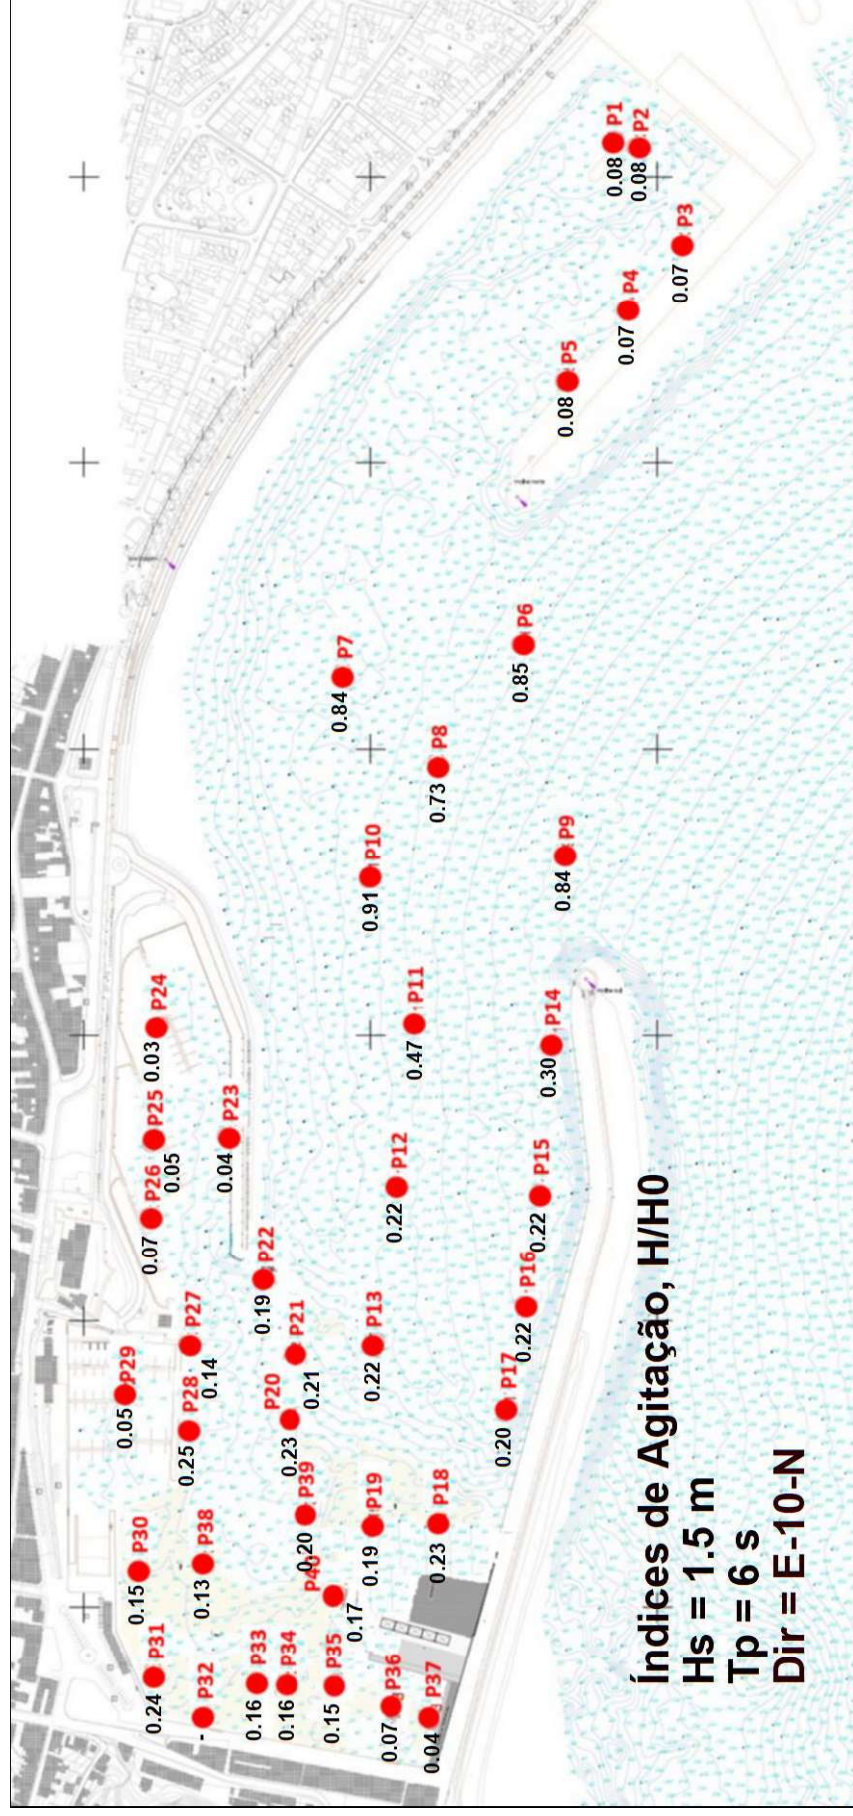 P1
0.08
P2
0.08
P3
0.07
P4
0.07
P5
0.08
P6
0.85
P7
0.84
P8
0.73
P9
0.84
P10
0.91
P11
0.47
P12
0.22
P13
0.22
P14
0.30
P15
0.22
P16
0.22
P17
0.20
P18
0.23
P19
0.19
P20
0.23
P21
0.21
P22
0.19
P23
0.04
P24
0.03
P25
0.05
P26
0.07
P27
0.14
P28
0.25
P29
0.05
P30
0.15
P31
0.24
P32
-
P33
0.16
P34
0.16
P35
0.15
P36
0.07
P37
0.04
P38
0.13
P39
0.20
P40
0.17
Índices de Agitação, H/H0
Hs = 1.5 m
Tp = 6 s
Dir = E-10-N